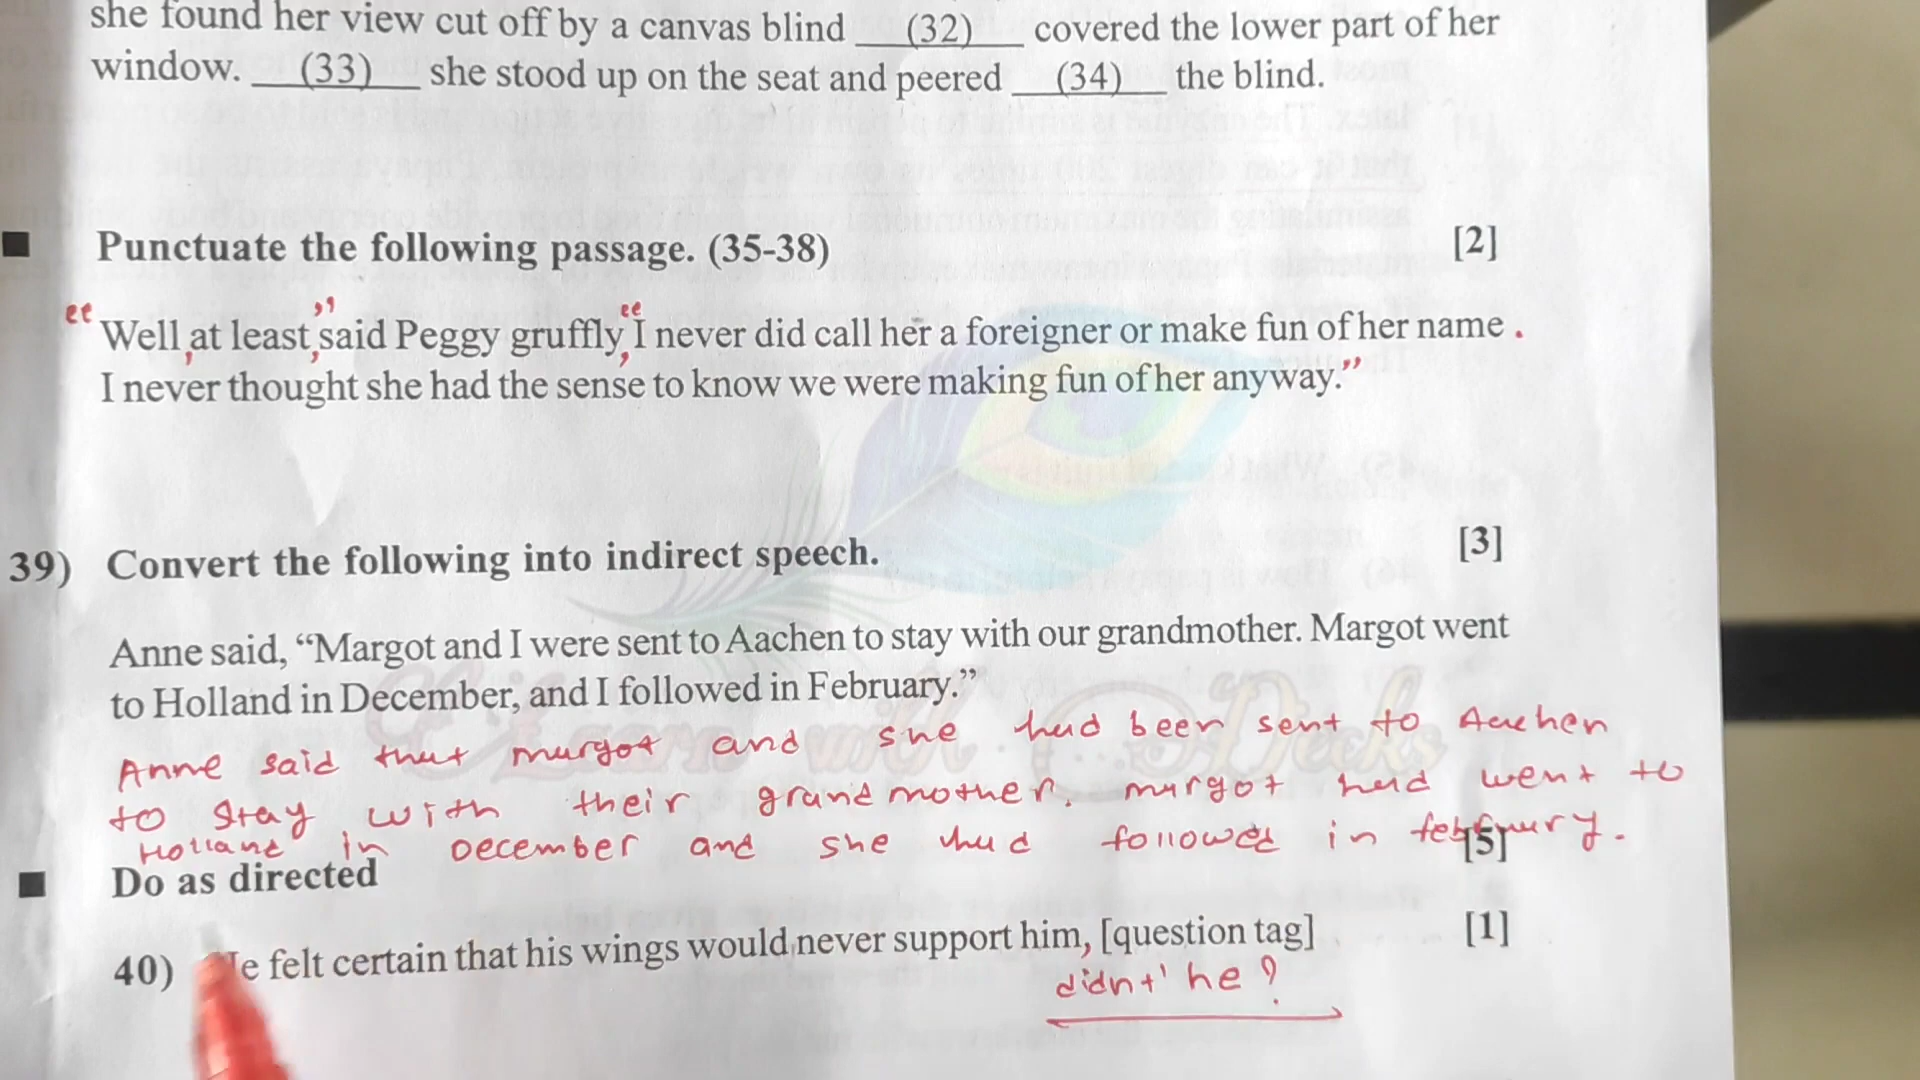 she found her view cut off by a canvas blind (32) covered the lower part of her
window. (33) she stood up on the seat and peered (34) the blind.
Punctuate the following passage. (35-38) [2]
"Well, at least," said Peggy gruffly, "I never did call her a foreigner or make fun of her name.
I never thought she had the sense to know we were making fun of her anyway."
39) Convert the following into indirect speech. [3]
Anne said, “Margot and I were sent to Aachen to stay with our grandmother. Margot went
to Holland in December, and I followed in February.”
Anne said that margot and she had been sent to Aachen
to stay with their grandmother. margot had went to
Holland in December and she had followed in february.
Do as directed [5]
40) He felt certain that his wings would never support him, [question tag] [1]
didnt' he?
Learn with Decks